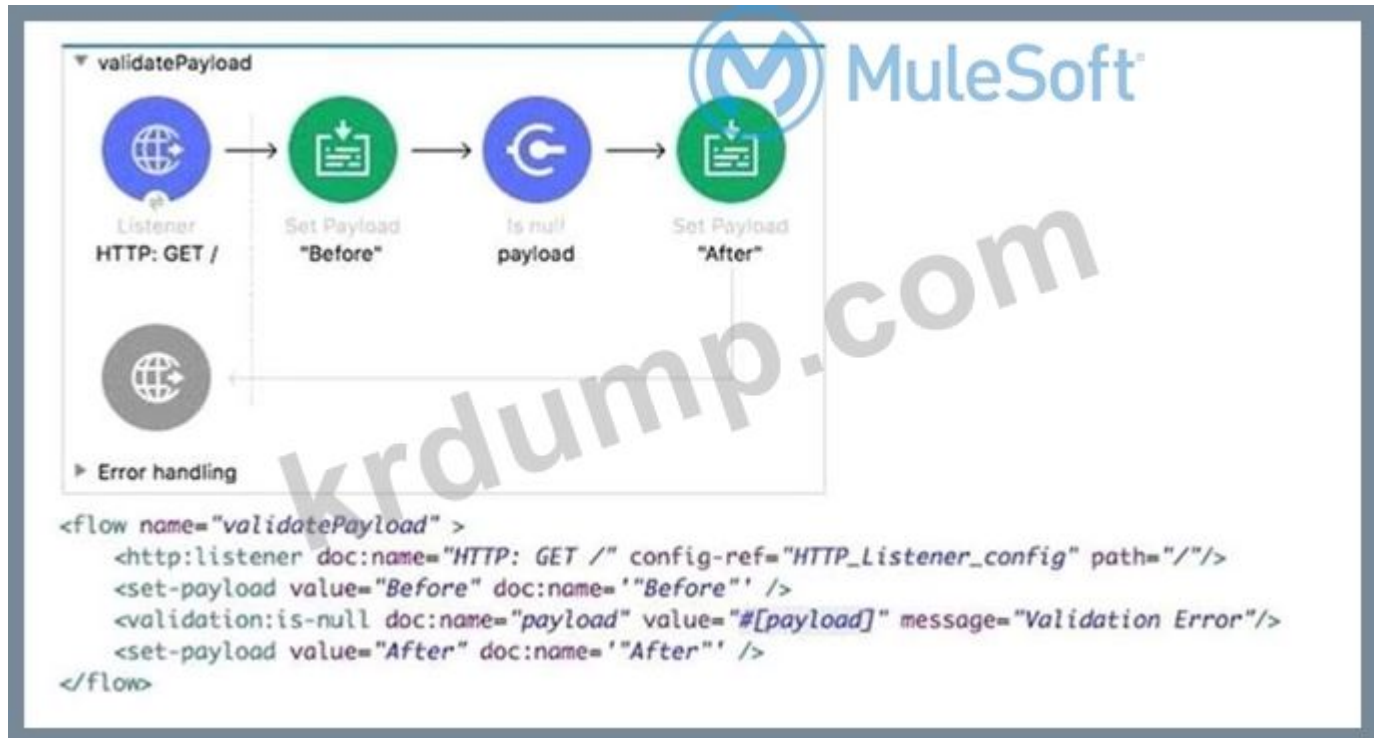 MuleSoft
validatePayload
Listener
HTTP: GET /
Set Payload
"Before"
Is null
payload
Set Payload
"After"
Error handling
krdump.com
<flow name="validatePayload" >
<http:listener doc:name="HTTP: GET /" config-ref="HTTP_Listener_config" path="/"/>
<set-payload value="Before" doc:name='"Before"' />
<validation:is-null doc:name="payload" value="#[payload]" message="Validation Error"/>
<set-payload value="After" doc:name='"After"' />
</flow>